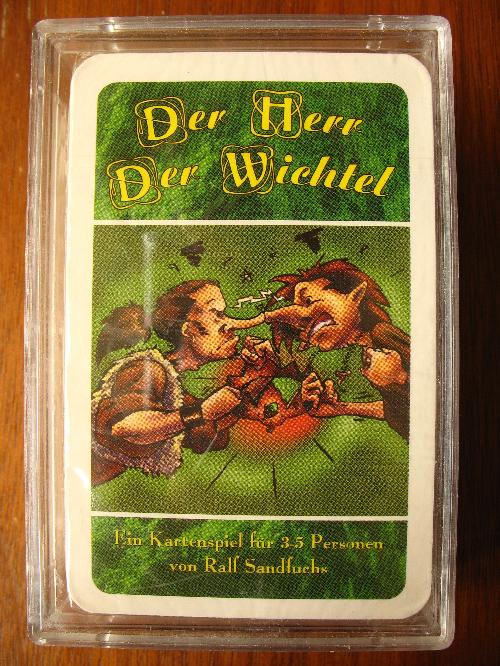 Der Herr
Der Wichtel
Ein Kartenspiel für 3-5 Personen
von Ralf Sandfuchs